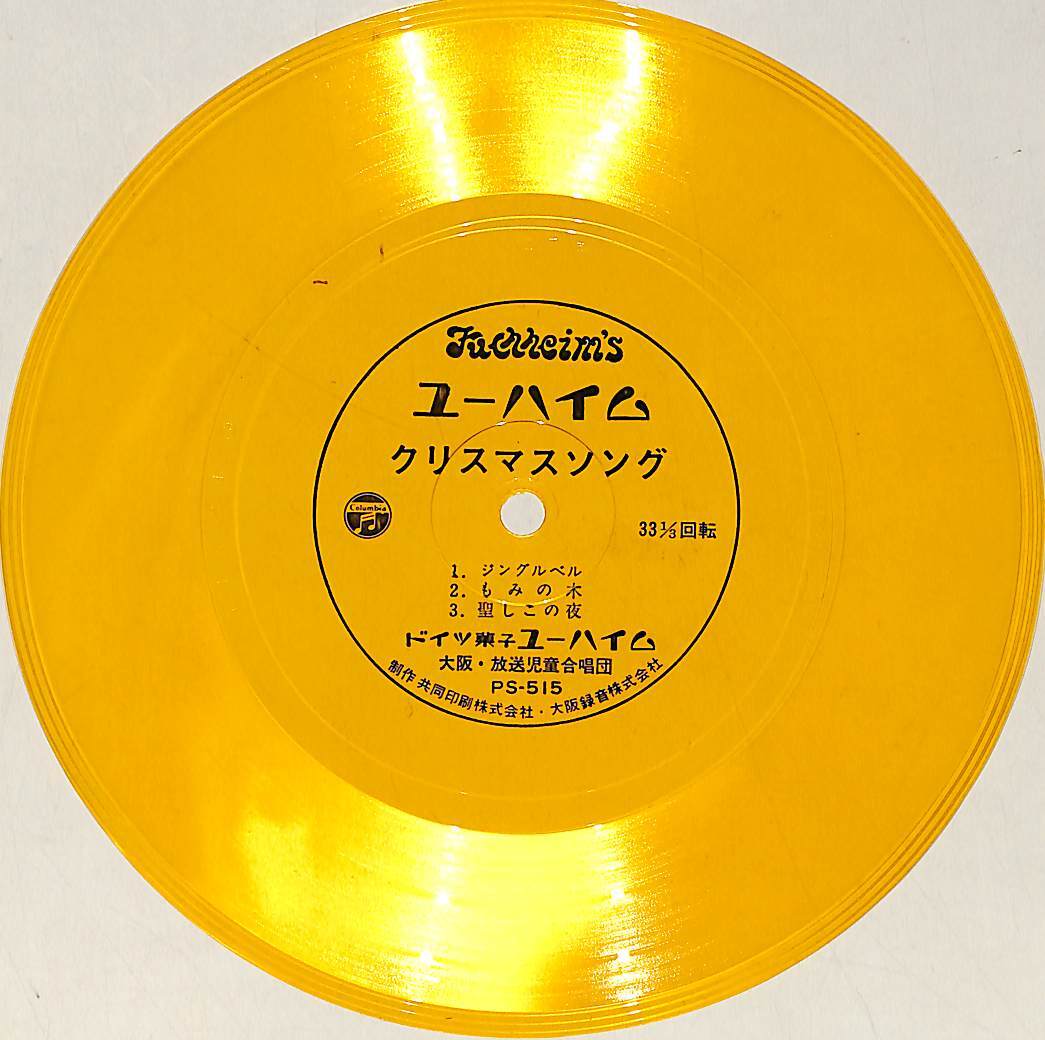 Juchheim's
ユーハイム
クリスマスソング
Columbia
33⅓回転
1. ジングルベル
2. もみの木
3. 聖しこの夜
ドイツ菓子ユーハイム
大阪・放送児童合唱団
PS-515
制作 共同印刷株式会社・大阪録音株式会社